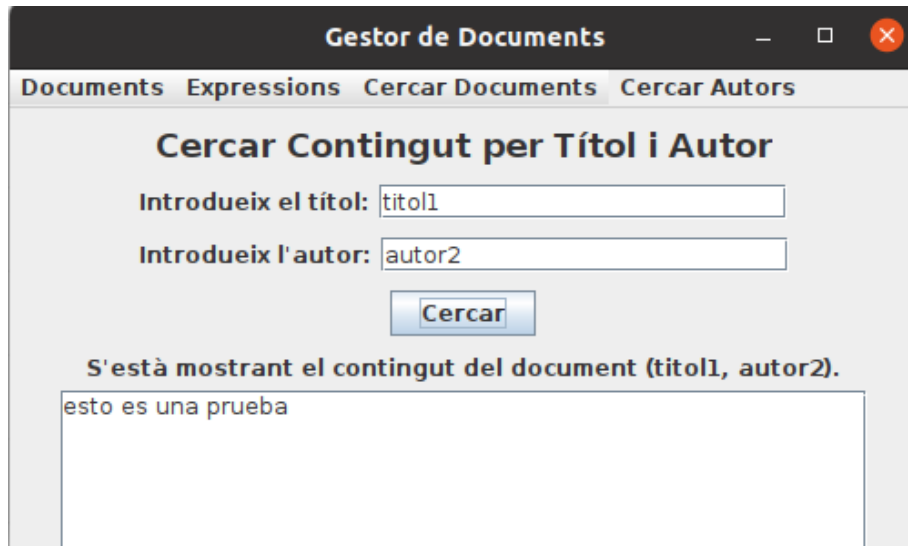 Gestor de Documents
Documents Expressions Cercar Documents Cercar Autors
Cercar Contingut per Títol i Autor
Introdueix el títol: titol1
Introdueix l'autor: autor2
Cercar
S'està mostrant el contingut del document (titol1, autor2).
esto es una prueba